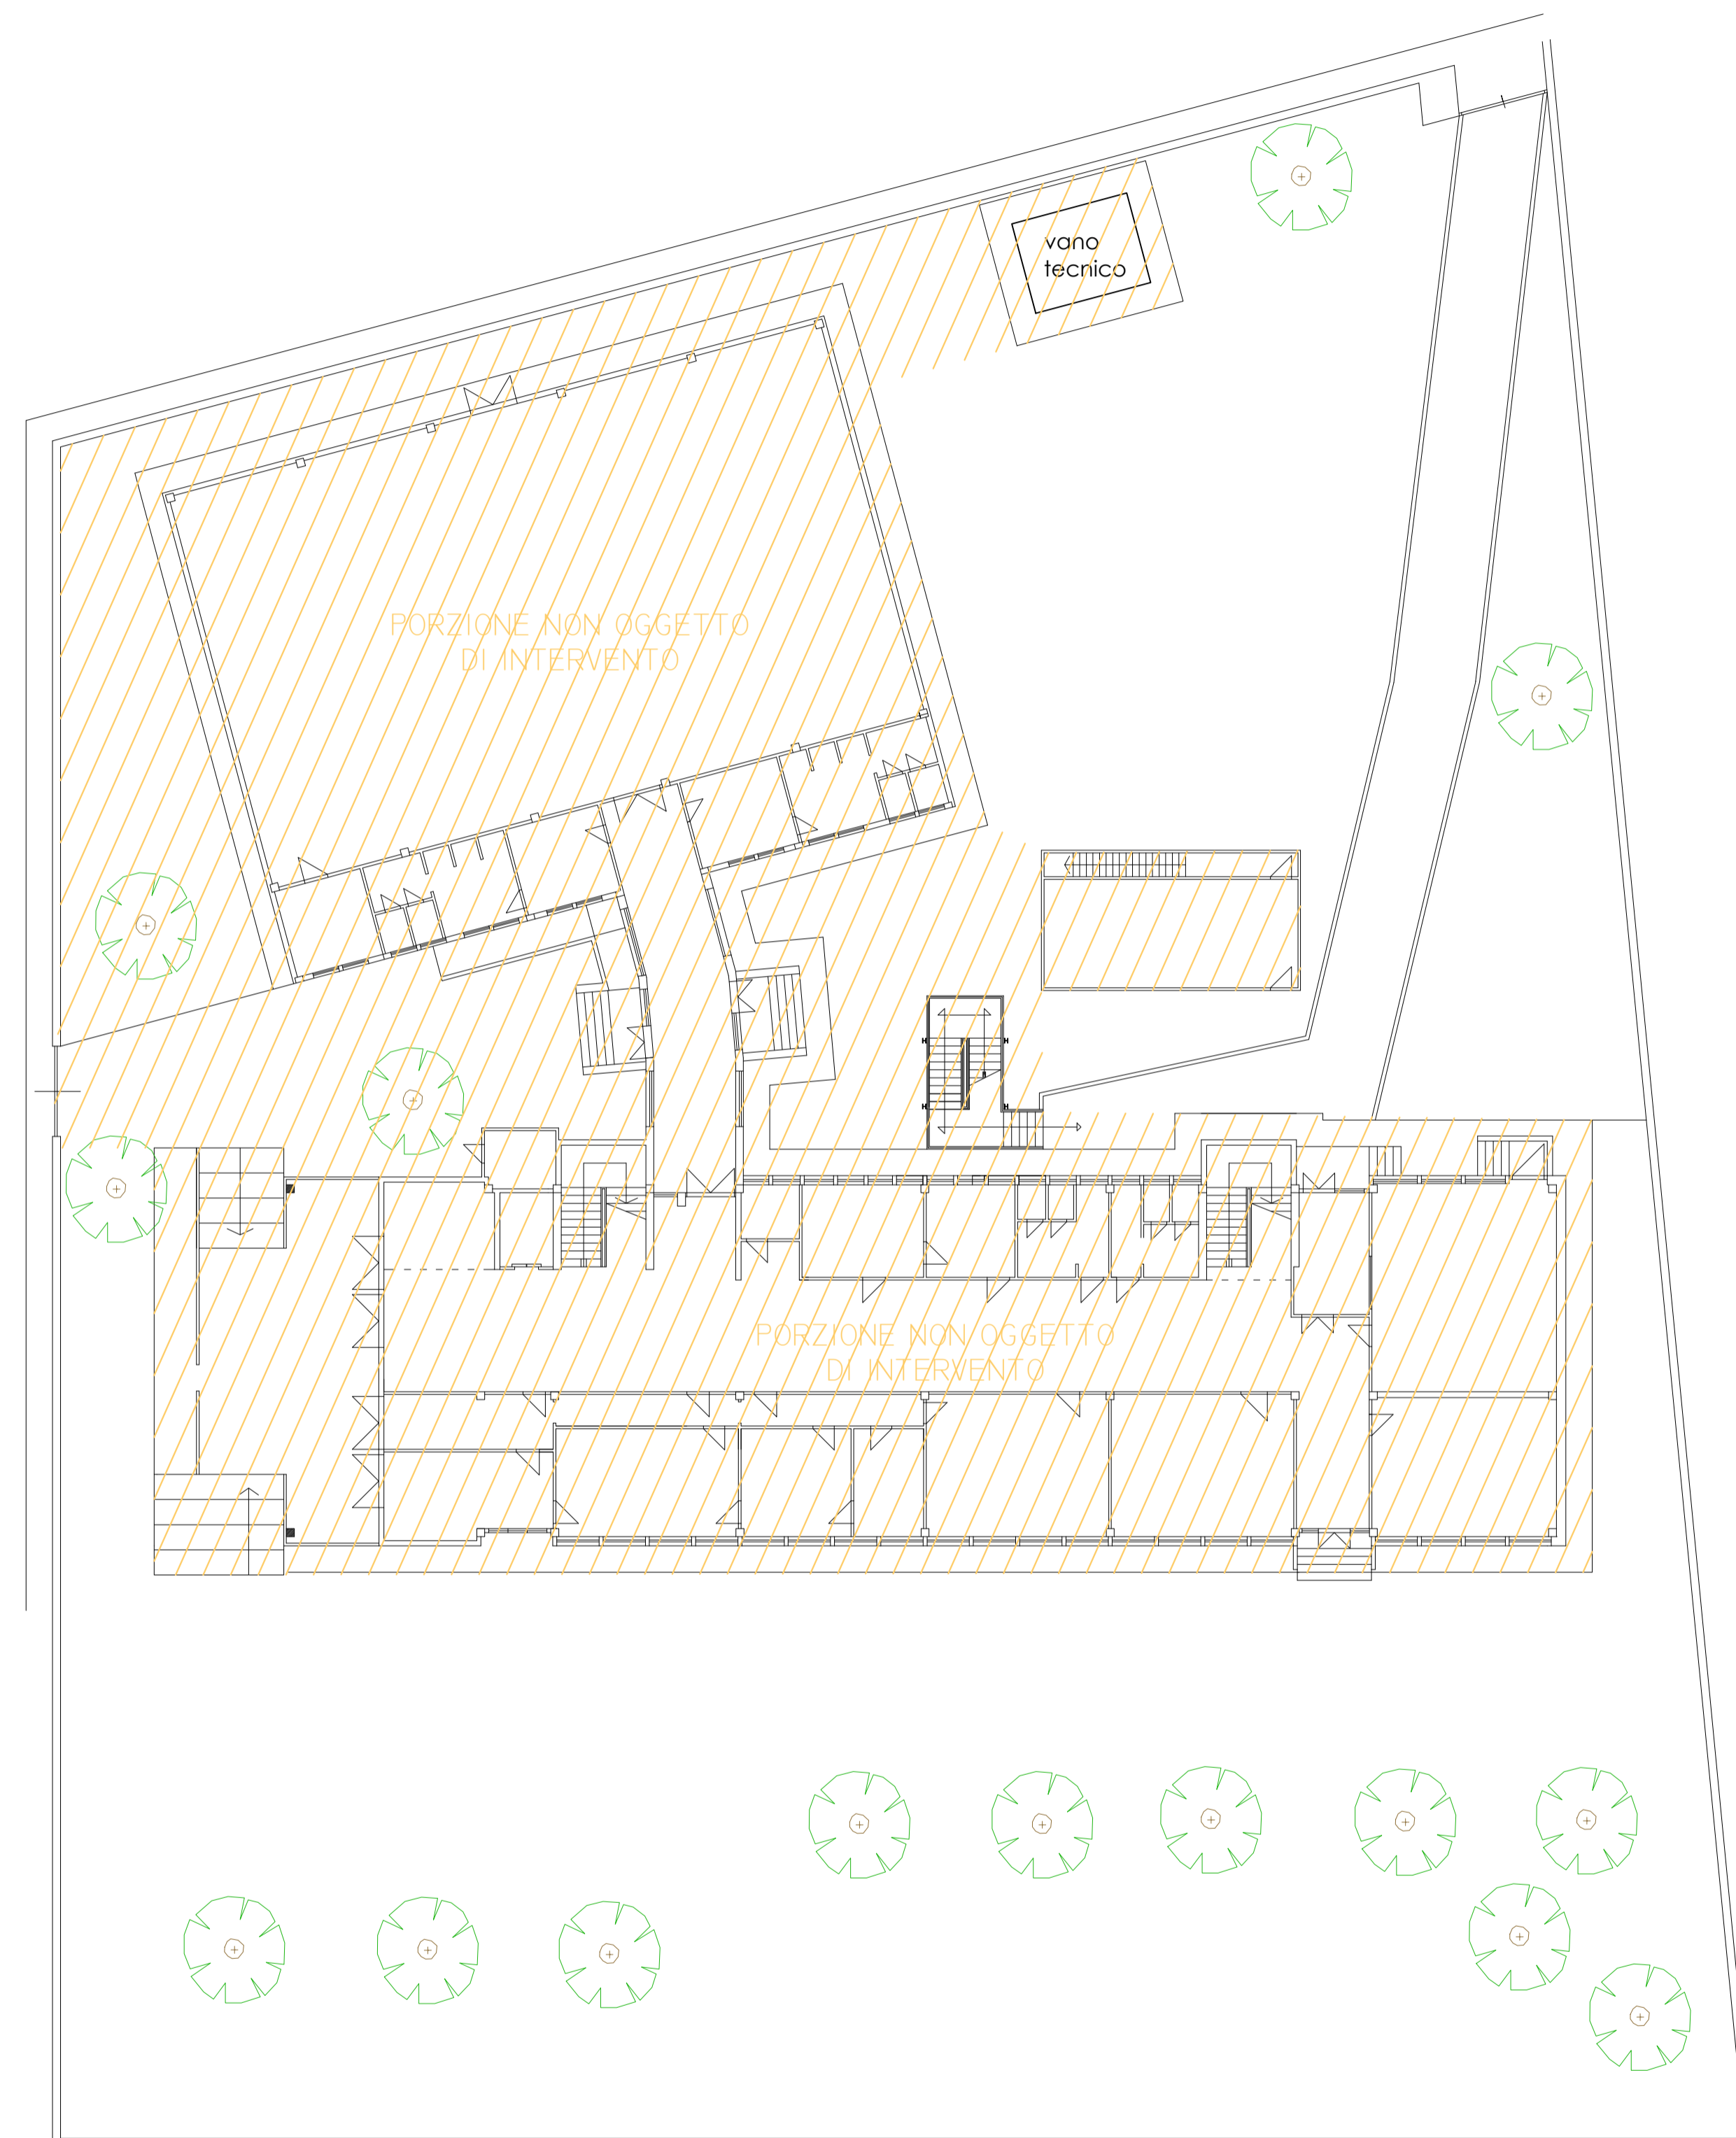 vano
tecnico
PORZIONE NON OGGETTO
DI INTERVENTO
PORZIONE NON OGGETTO
DI INTERVENTO